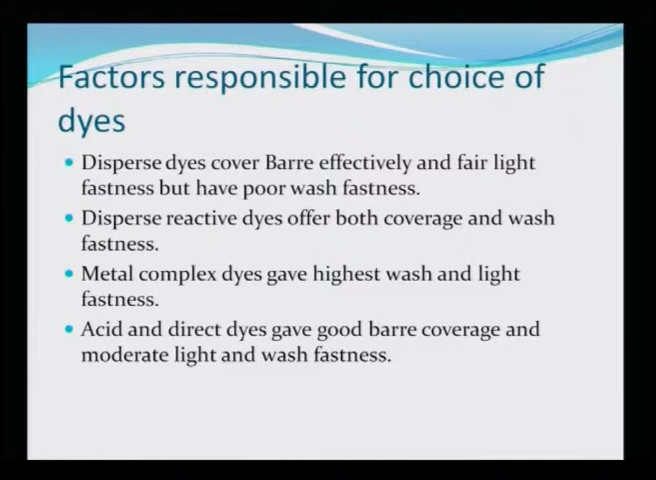 Factors responsible for choice of
dyes
• Disperse dyes cover Barre effectively and fair light
fastness but have poor wash fastness.
• Disperse reactive dyes offer both coverage and wash
fastness.
• Metal complex dyes gave highest wash and light
fastness.
• Acid and direct dyes gave good barre coverage and
moderate light and wash fastness.